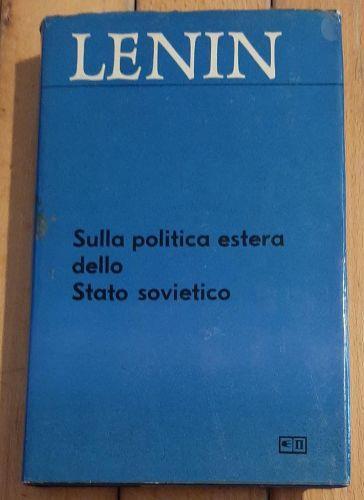 LENIN
Sulla politica estera
dello
Stato sovietico